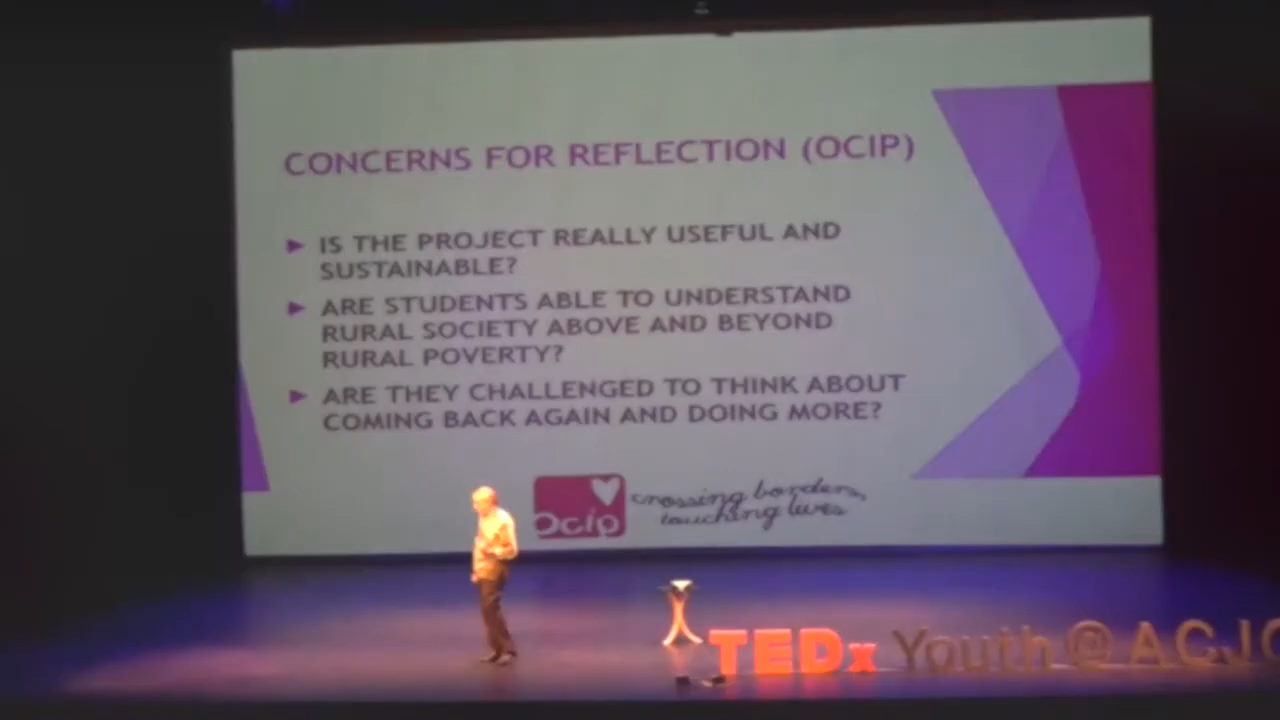 CONCERNS FOR REFLECTION (OCIP)
► IS THE PROJECT REALLY USEFUL AND
SUSTAINABLE?
► ARE STUDENTS ABLE TO UNDERSTAND
RURAL SOCIETY ABOVE AND BEYOND
RURAL POVERTY?
► ARE THEY CHALLENGED TO THINK ABOUT
COMING BACK AGAIN AND DOING MORE?
Ocip
crossing borders,
touching lives
TEDx Youth @ ACJC